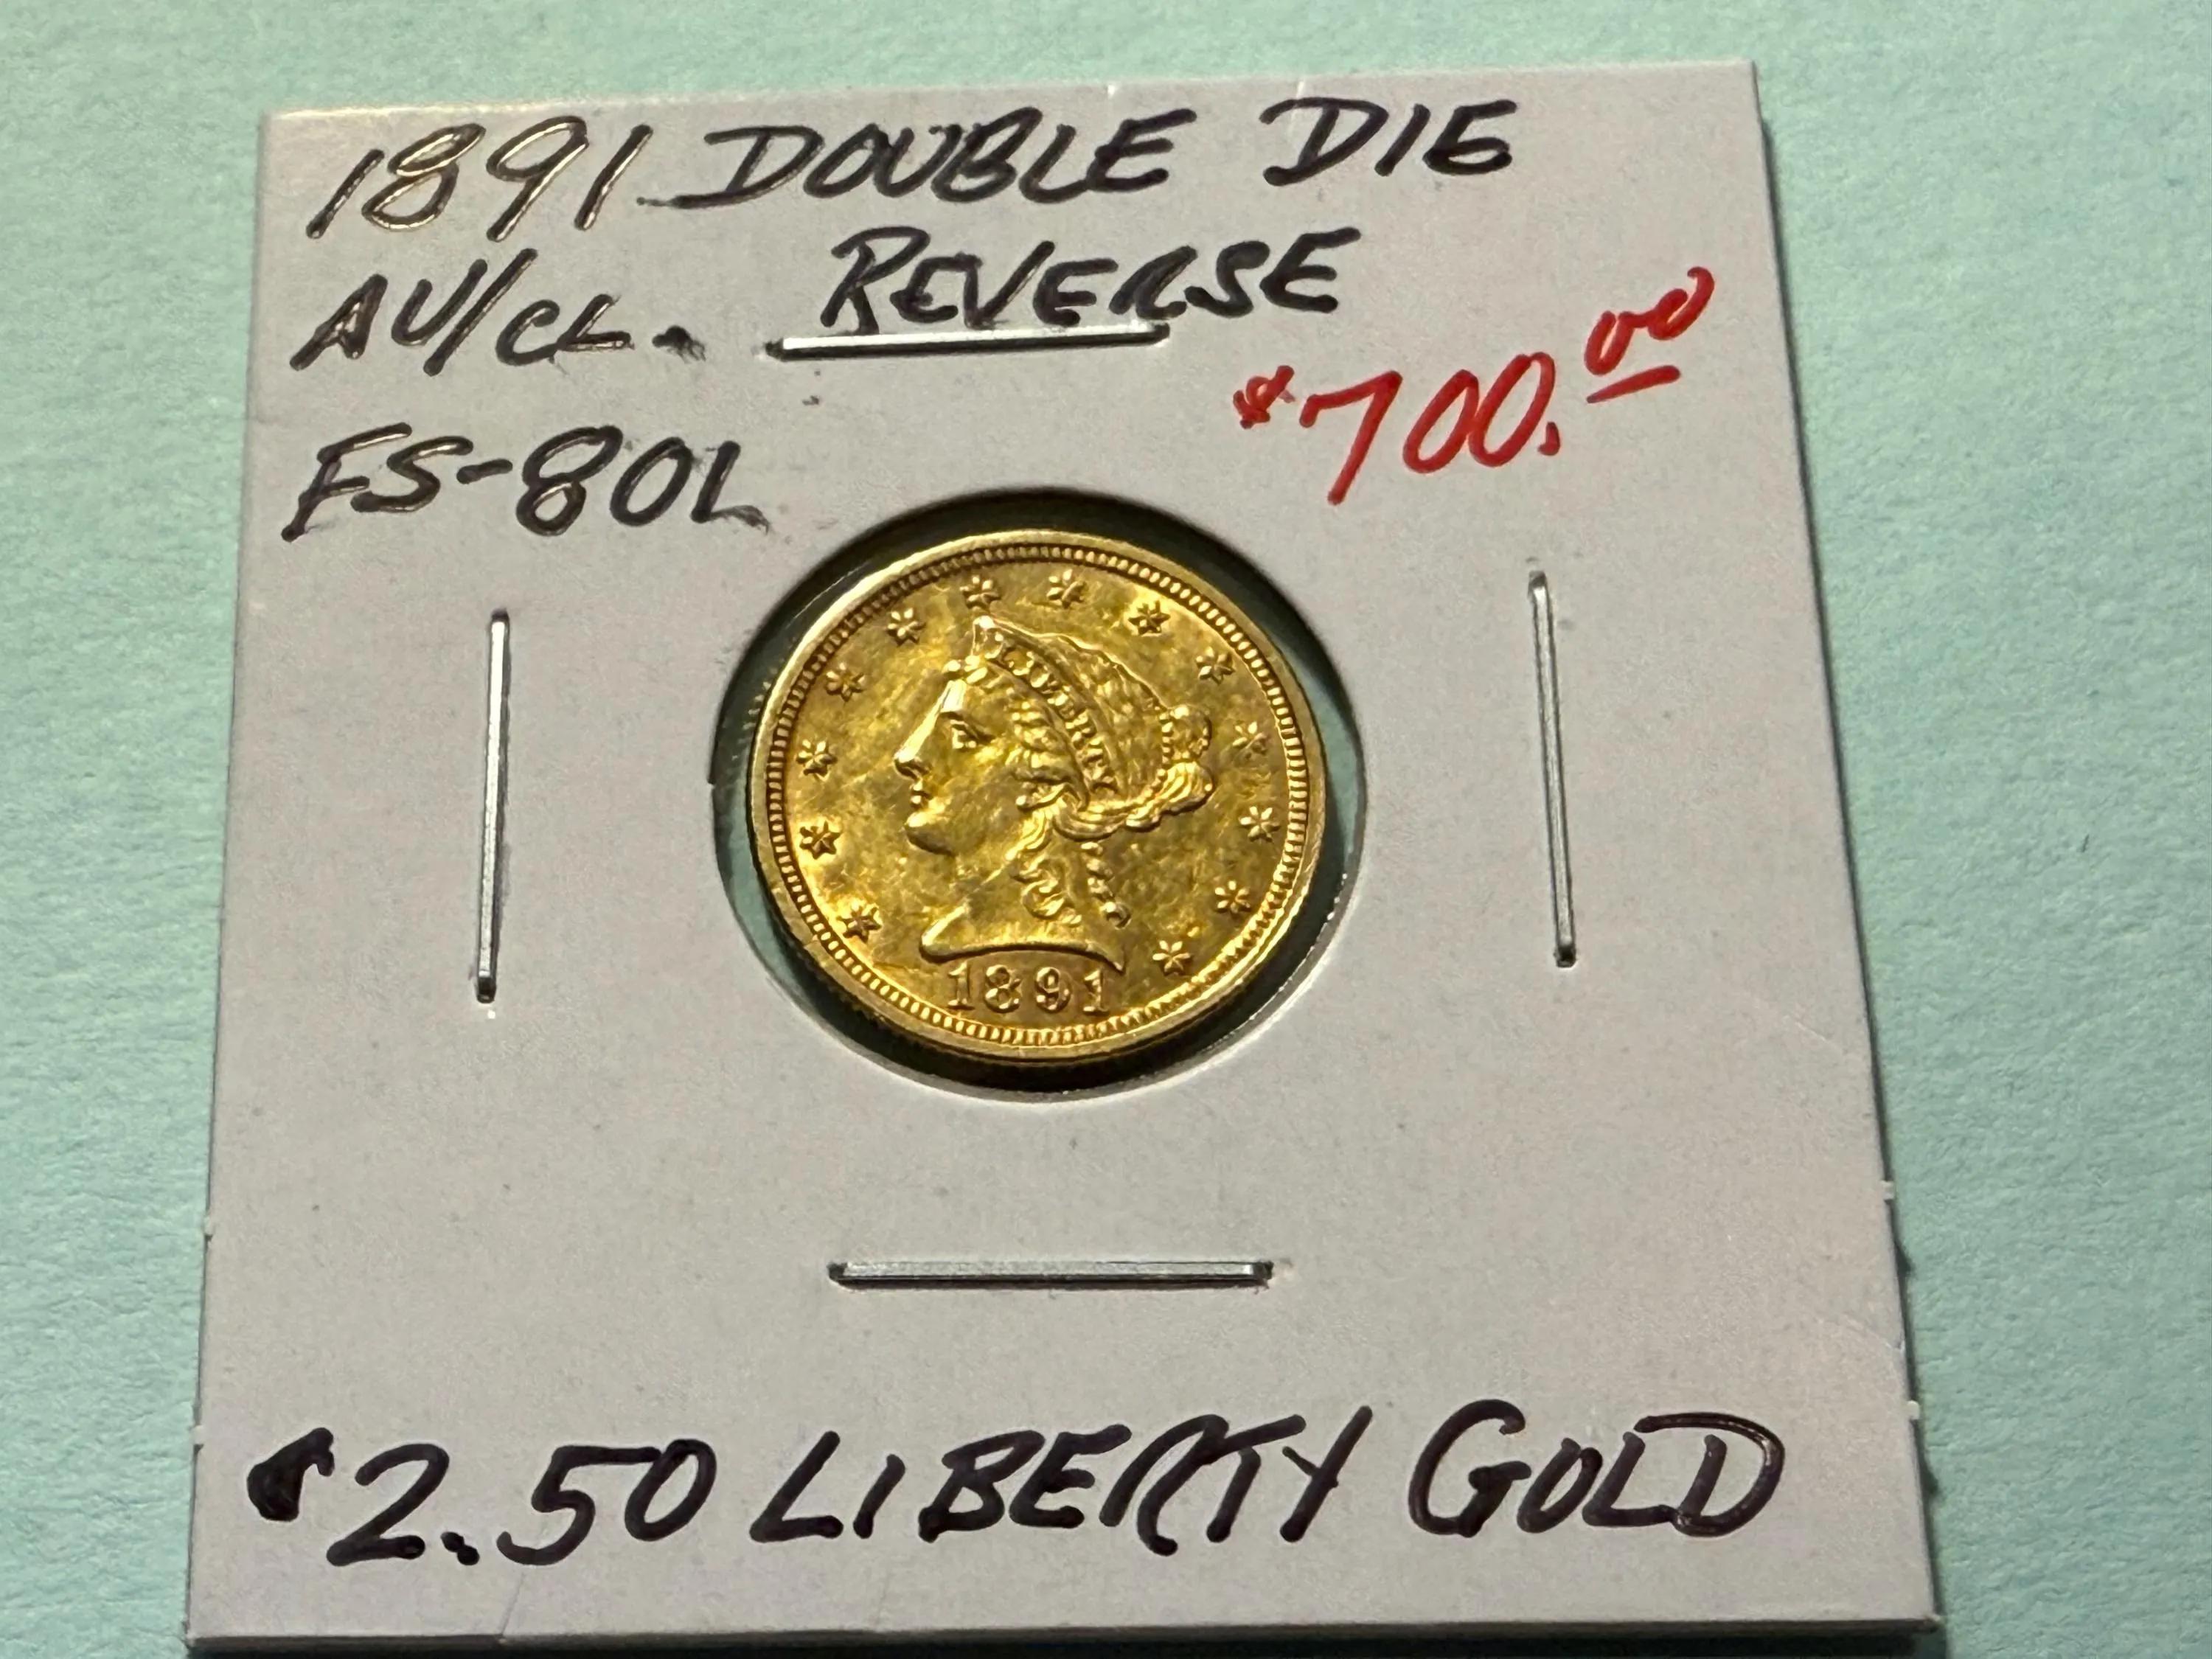 1891 DOUBLE DIE
AU/CL. REVERSE
$700.00
FS-801
LIBERTY
1891
$2.50 LIBERTY GOLD